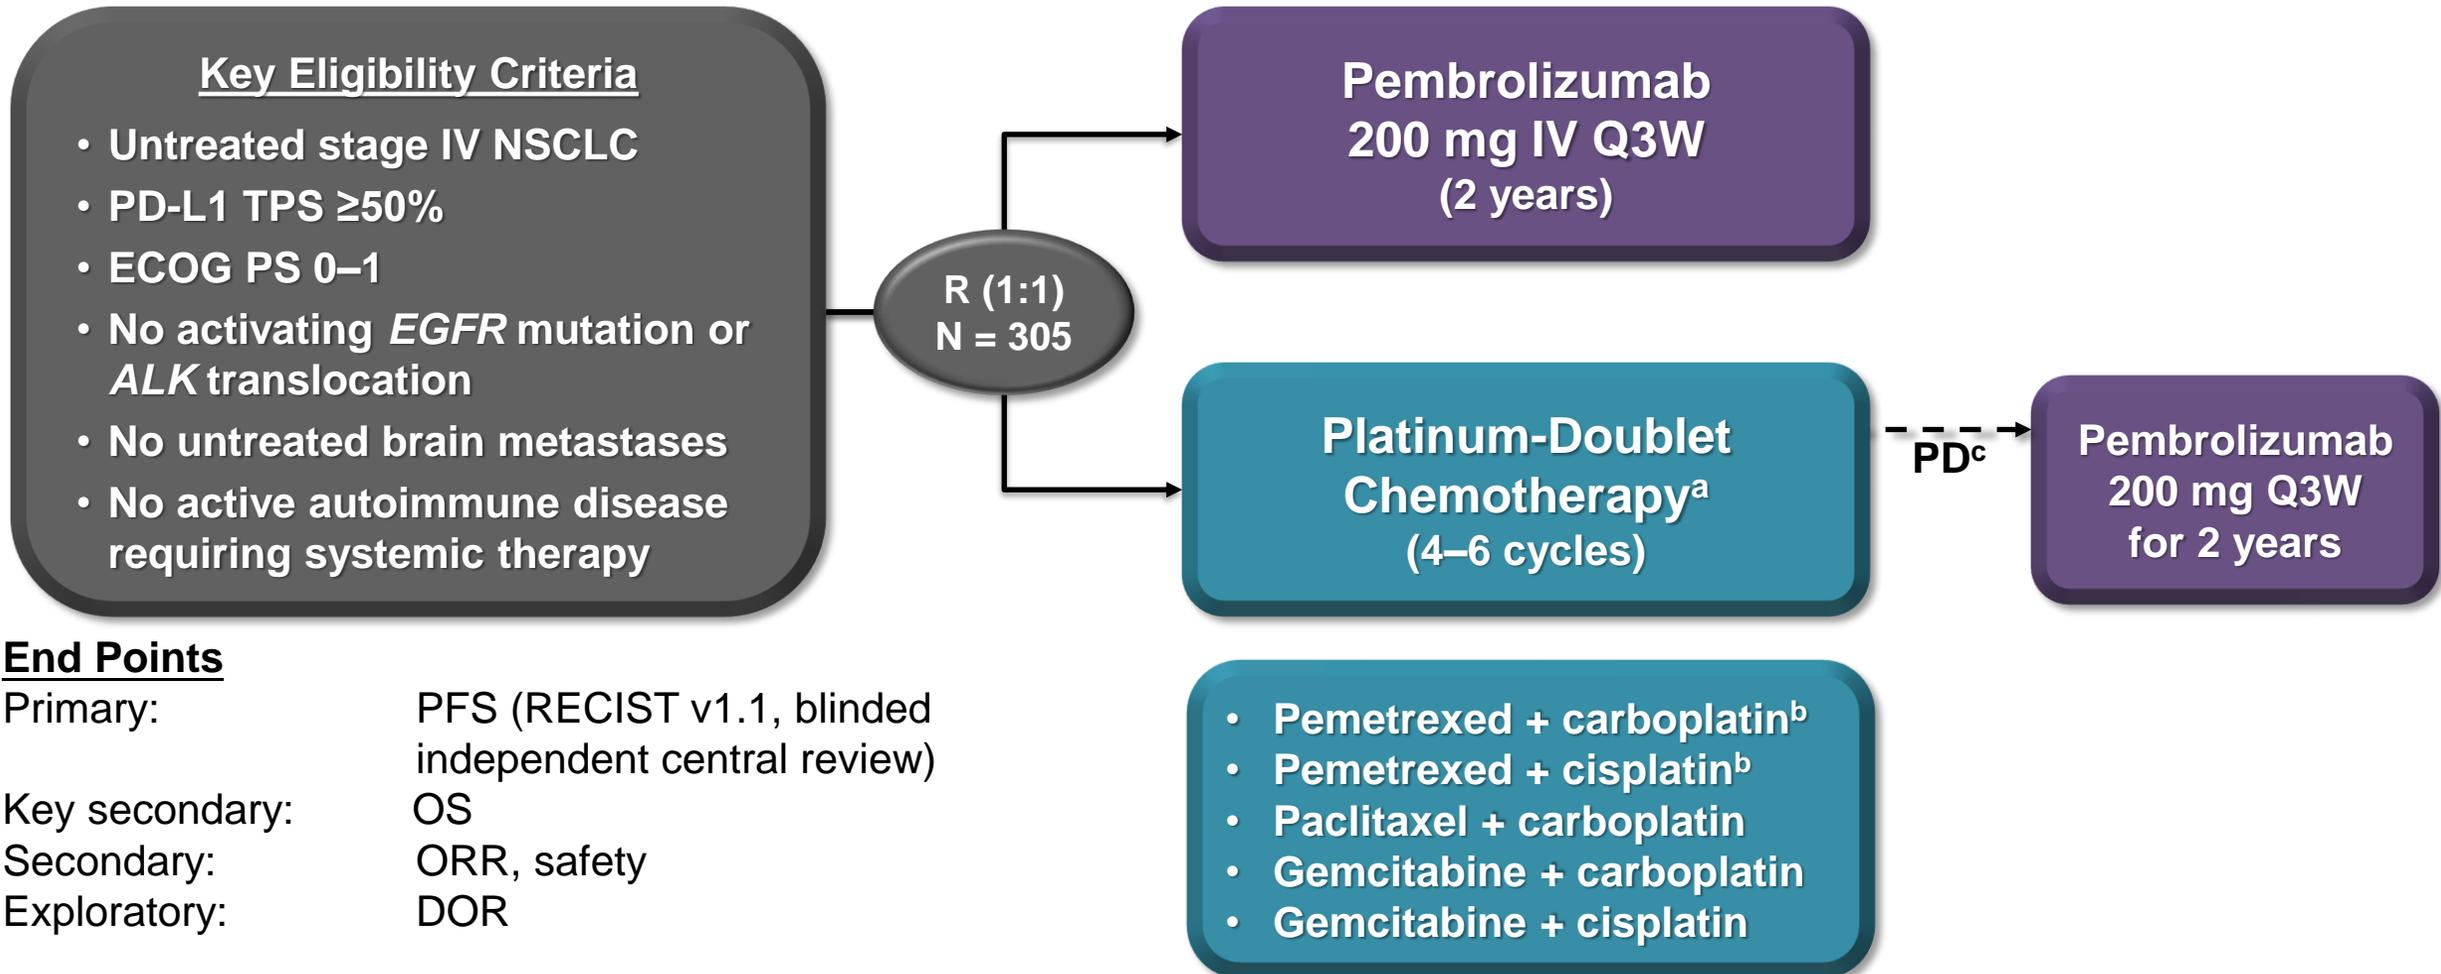 Key Eligibility Criteria
• Untreated stage IV NSCLC
• PD-L1 TPS ≥50%
• ECOG PS 0–1
• No activating EGFR mutation or
ALK translocation
• No untreated brain metastases
• No active autoimmune disease
requiring systemic therapy
R (1:1)
N = 305
Pembrolizumab
200 mg IV Q3W
(2 years)
Platinum-Doublet
Chemotherapyᵃ
(4–6 cycles)
PDᶜ
Pembrolizumab
200 mg Q3W
for 2 years
End Points
Primary: PFS (RECIST v1.1, blinded
independent central review)
Key secondary: OS
Secondary: ORR, safety
Exploratory: DOR
• Pemetrexed + carboplatinᵇ
• Pemetrexed + cisplatinᵇ
• Paclitaxel + carboplatin
• Gemcitabine + carboplatin
• Gemcitabine + cisplatin